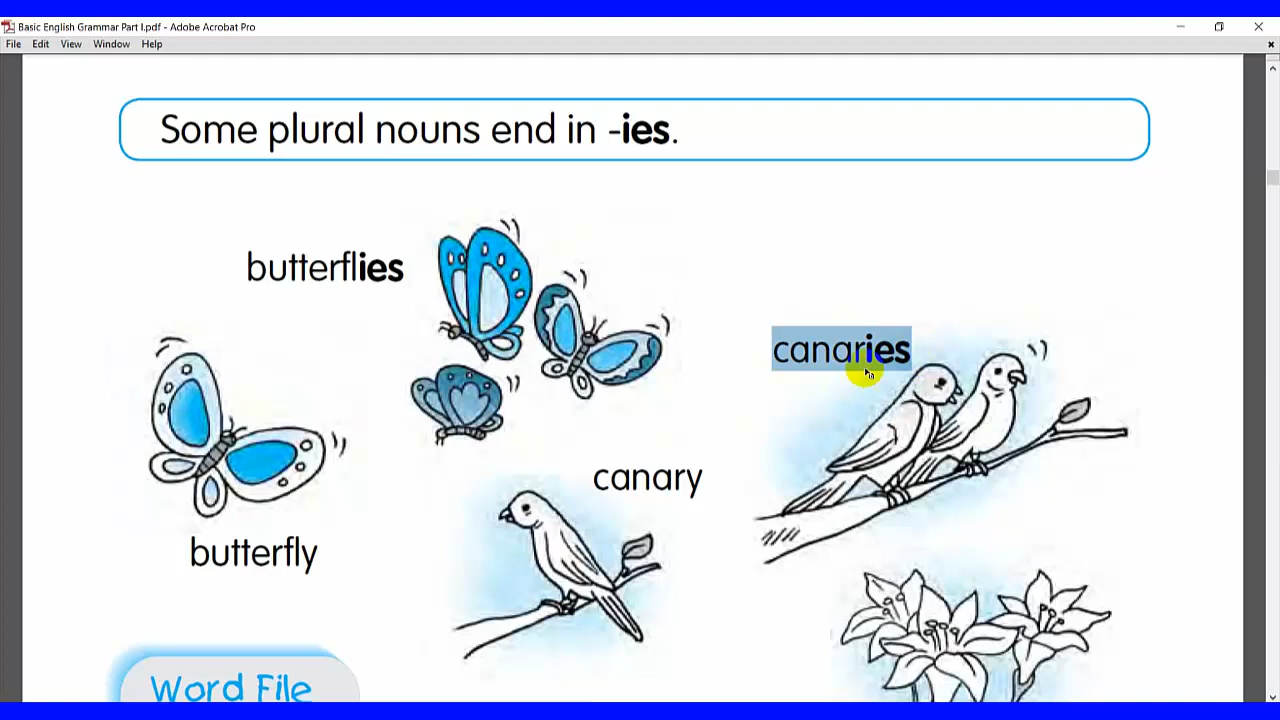 Basic English Grammar Part I.pdf - Adobe Acrobat Pro
File Edit View Window Help
Some plural nouns end in -ies.
butterflies
canaries
canary
butterfly
Word File